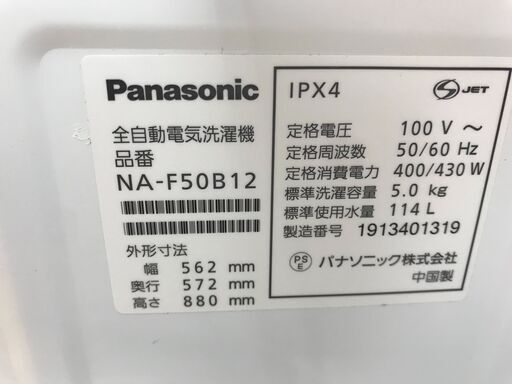 Panasonic
全自動電気洗濯機
品番
NA-F50B12
外形寸法
幅 562 mm
奥行 572 mm
高さ 880 mm
IPX4
S JET
定格電圧 100 V ～
定格周波数 50/60 Hz
定格消費電力 400/430 W
標準洗濯容量 5.0 kg
標準使用水量 114 L
製造番号 1913401319
PSE パナソニック株式会社
中国製